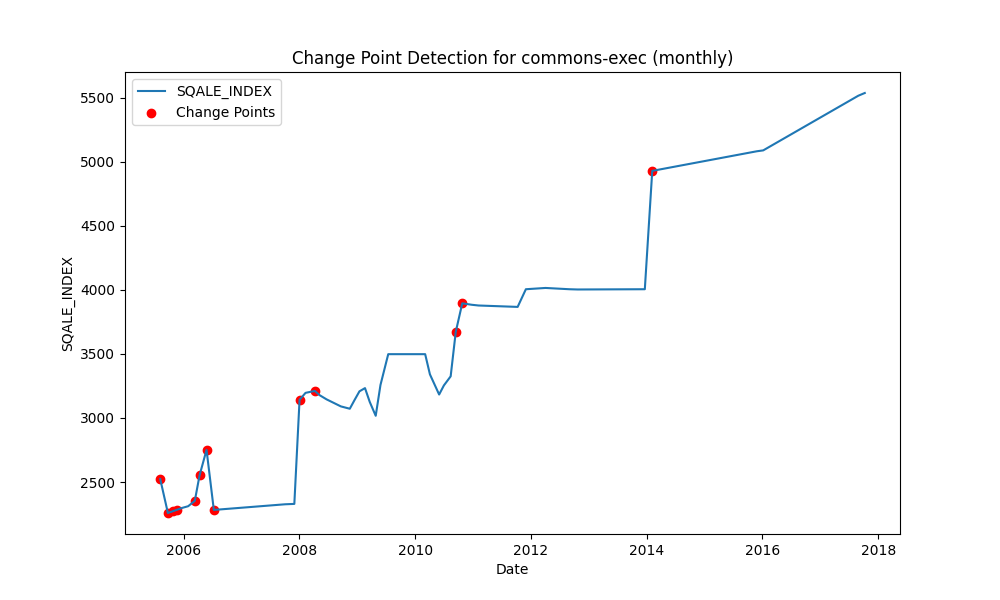 Change Point Detection for commons-exec (monthly)
SQALE_INDEX
Change Points
5500
5000
4500
4000
3500
3000
2500
SQALE_INDEX
2006
2008
2010
2012
2014
2016
2018
Date